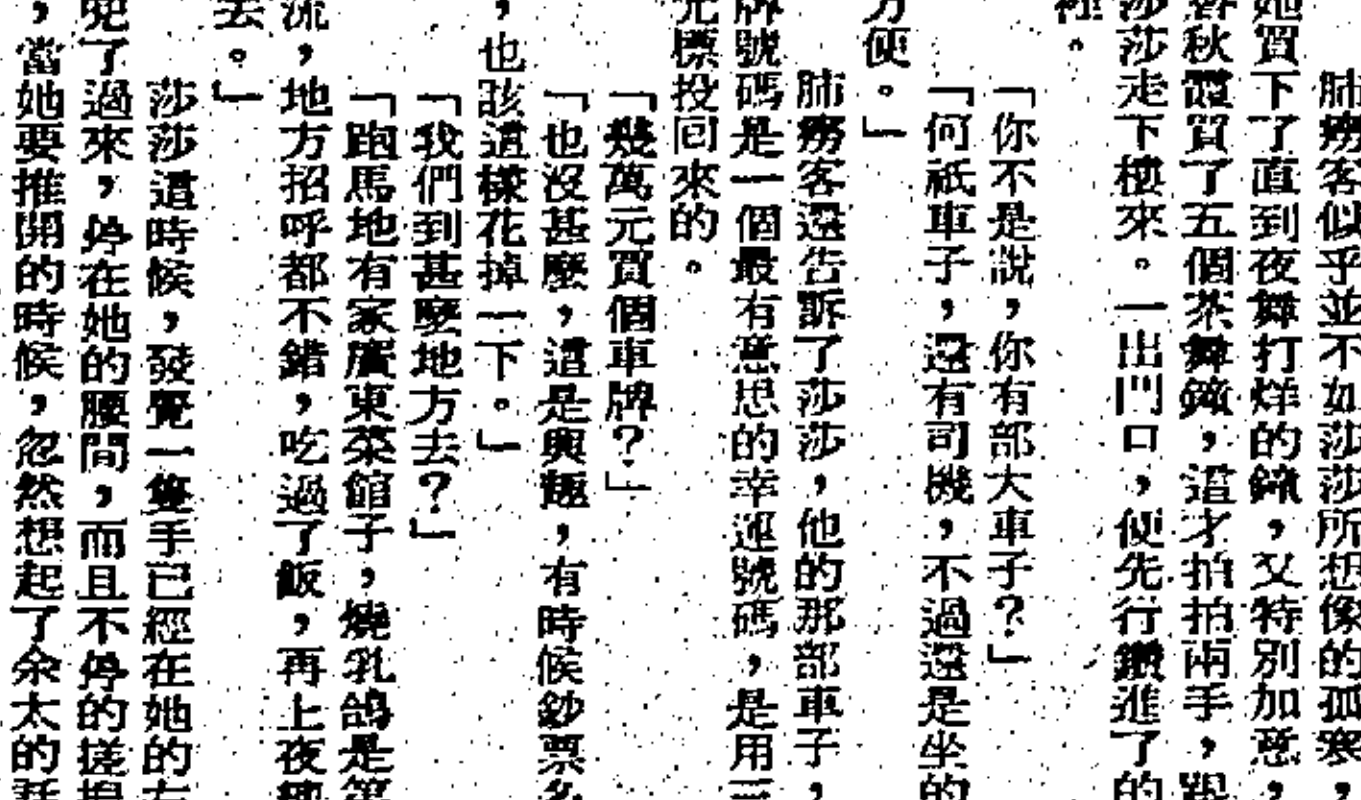 肺癆客似乎並不如莎莎所想像的孤寒，
她買下了直到夜舞打烊的鐘，又特別加意，
春秋霞買了五個茶舞鐘，這才拍拍兩手，跟
莎莎走下樓來。一出門口，便先行鑽進了的
。
「你不是說，你有部大車子？」
「何祇車子，還有司機，不過還是坐的
方便。」
肺癆客還告訴了莎莎，他的那部車子，
牌號碼是一個最有意思的幸運號碼，是用三
元標投回來的。
「幾萬元買個車牌？」
「也沒甚麼，這是興趣，有時候鈔票多
，也該這樣花掉一下。」
「我們到甚麼地方去？」
「跑馬地有家廣東菜館子，燒乳鴿是第
流，地方招呼都不錯，吃過了飯，再上夜總
去。」
莎莎這時候，發覺一隻手已經在她的右
兜了過來，停在她的腰間，而且不停的搓揑
，當她要推開的時候，忽然想起了余太的話